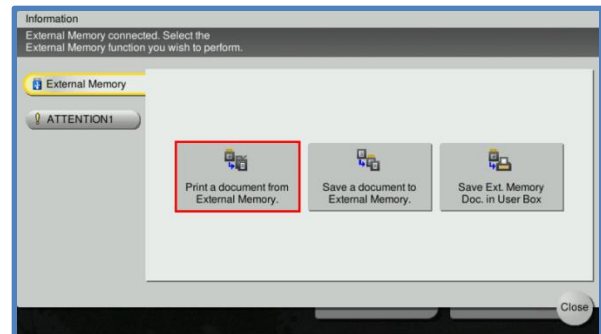 Information
External Memory connected. Select the
External Memory function you wish to perform.
External Memory
ATTENTION1
Print a document from
External Memory.
Save a document to
External Memory.
Save Ext. Memory
Doc. in User Box
Close